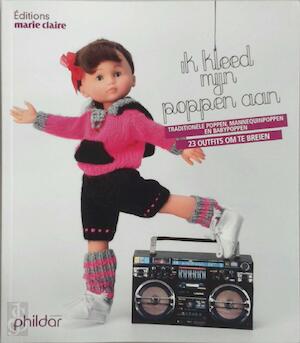 Éditions
marie claire
ik kleed
mijn
poppen aan
TRADITIONELE POPPEN, MANNEQUINPOPPEN
EN BABYPOPPEN
23 OUTFITS OM TE BREIEN
phildar